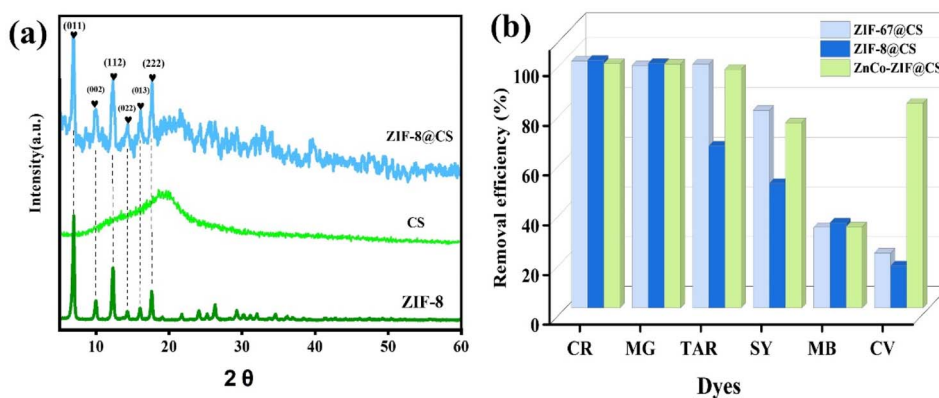 (a)
(011)
(002)
(112)
(022)
(013)
(222)
ZIF-8@CS
CS
ZIF-8
Intensity(a.u.)
10 20 30 40 50 60
2 θ
(b)
ZIF-67@CS
ZIF-8@CS
ZnCo-ZIF@CS
Removal efficiency (%)
100
80
60
40
20
0
CR MG TAR SY MB CV
Dyes